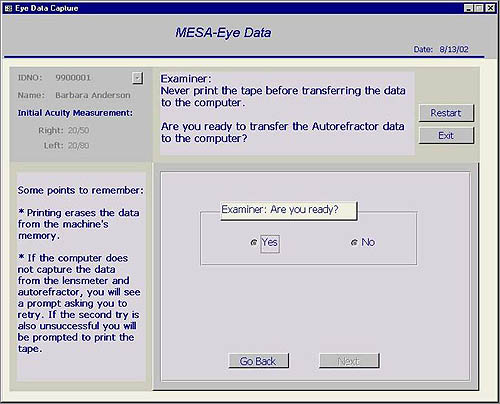 Eye Data Capture
MESA-Eye Data
Date: 8/13/02
IDNO: 9900001
Name: Barbara Anderson
Initial Acuity Measurement:
Right: 20/50
Left: 20/80
Examiner:
Never print the tape before transferring the data
to the computer.
Are you ready to transfer the Autorefractor data
to the computer?
Restart
Exit
Some points to remember:
* Printing erases the data
from the machine's
memory.
* If the computer does
not capture the data
from the lensmeter and
autorefractor, you will see
a prompt asking you to
retry. If the second try is
also unsuccessful you will
be prompted to print the
tape.
Examiner: Are you ready?
Yes
No
Go Back
Next